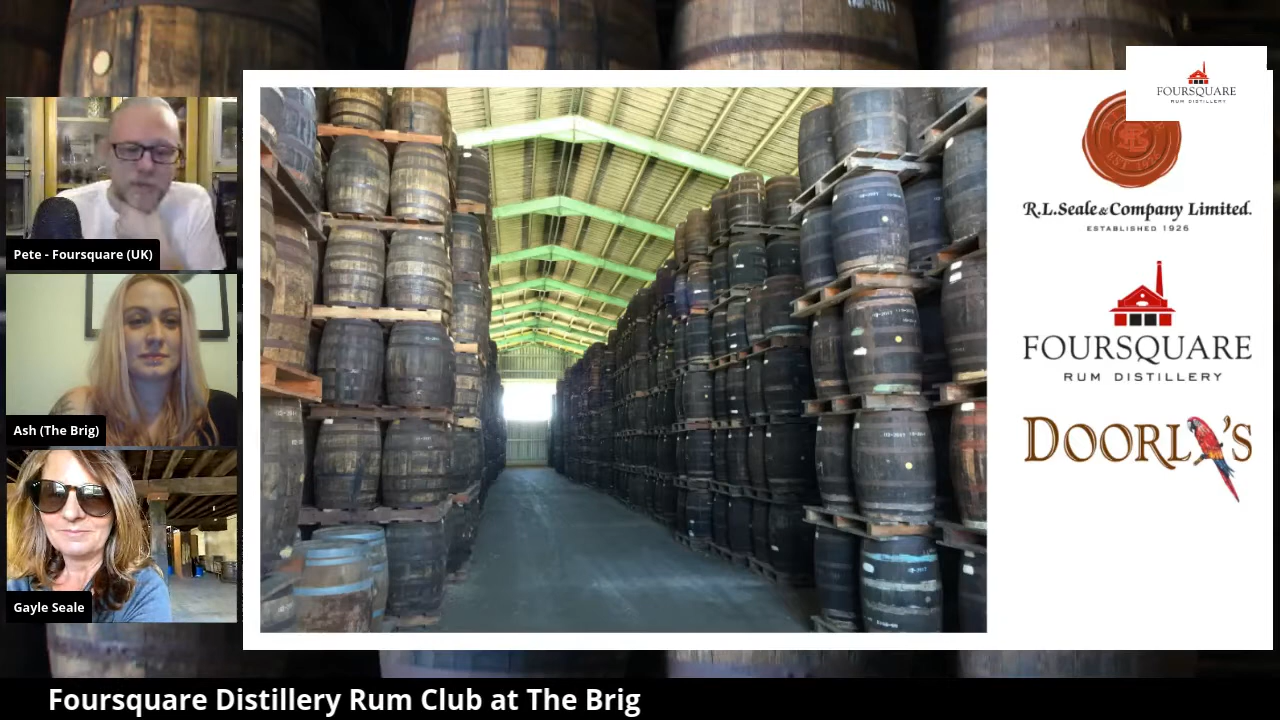 FOURSQUARE
RUM DISTILLERY
R.L.Seale & Company Limited.
ESTABLISHED 1926
FOURSQUARE
RUM DISTILLERY
DOORLY'S
Pete - Foursquare (UK)
Ash (The Brig)
Gayle Seale
Foursquare Distillery Rum Club at The Brig